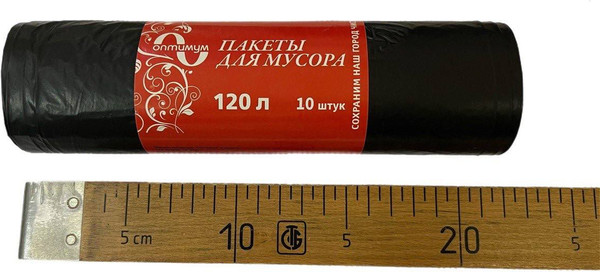 ОПТИМУМ
ПАКЕТЫ
ДЛЯ МУСОРА
120 л 10 штук
СОХРАНИМ НАШ ГОРОД
5 cm 10 5 20 5